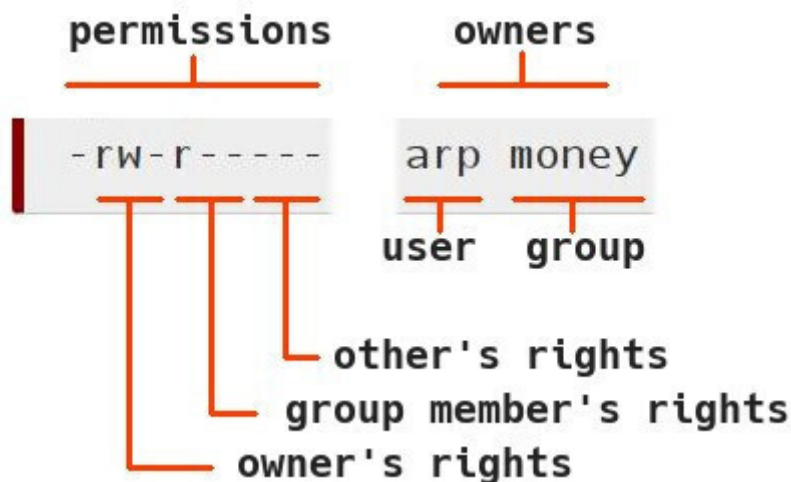 permissions owners
-rw-r----- arp money
user group
other's rights
group member's rights
owner's rights